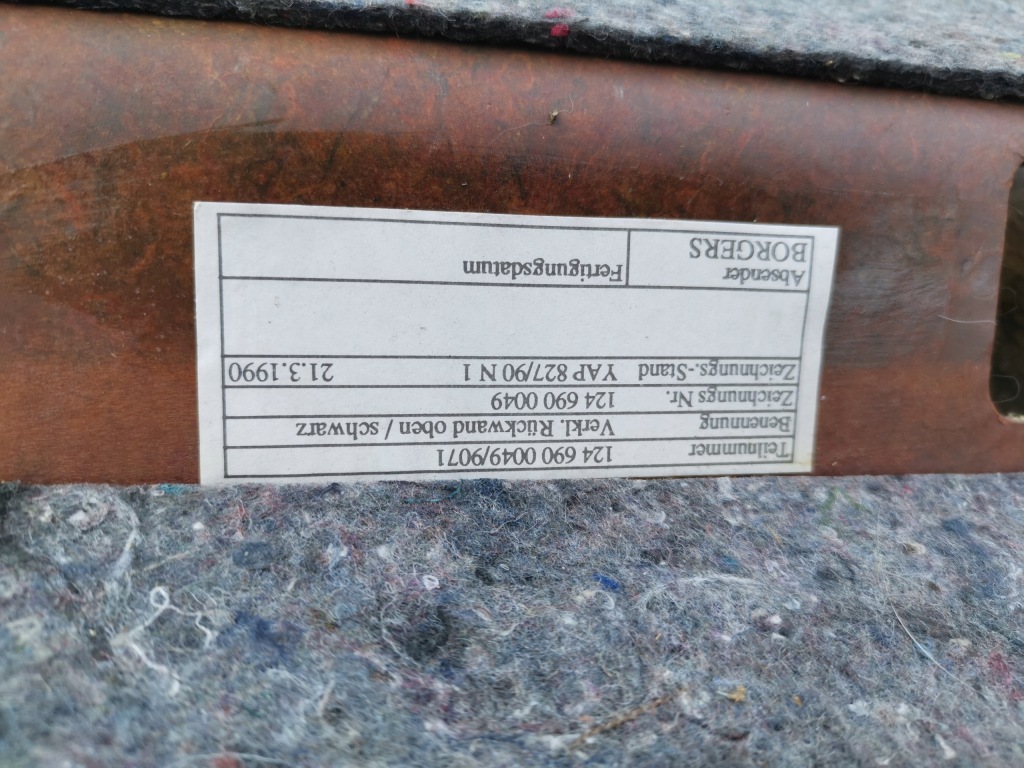 Teilnummer 124 690 0049/9071
Benennung Verkl. Rückwand oben / schwarz
Zeichnungs Nr. 124 690 0049
Zeichnungs.-Stand YAP 827/90 N 1 21.3.1990
Absender Fertigungsdatum
BORGERS